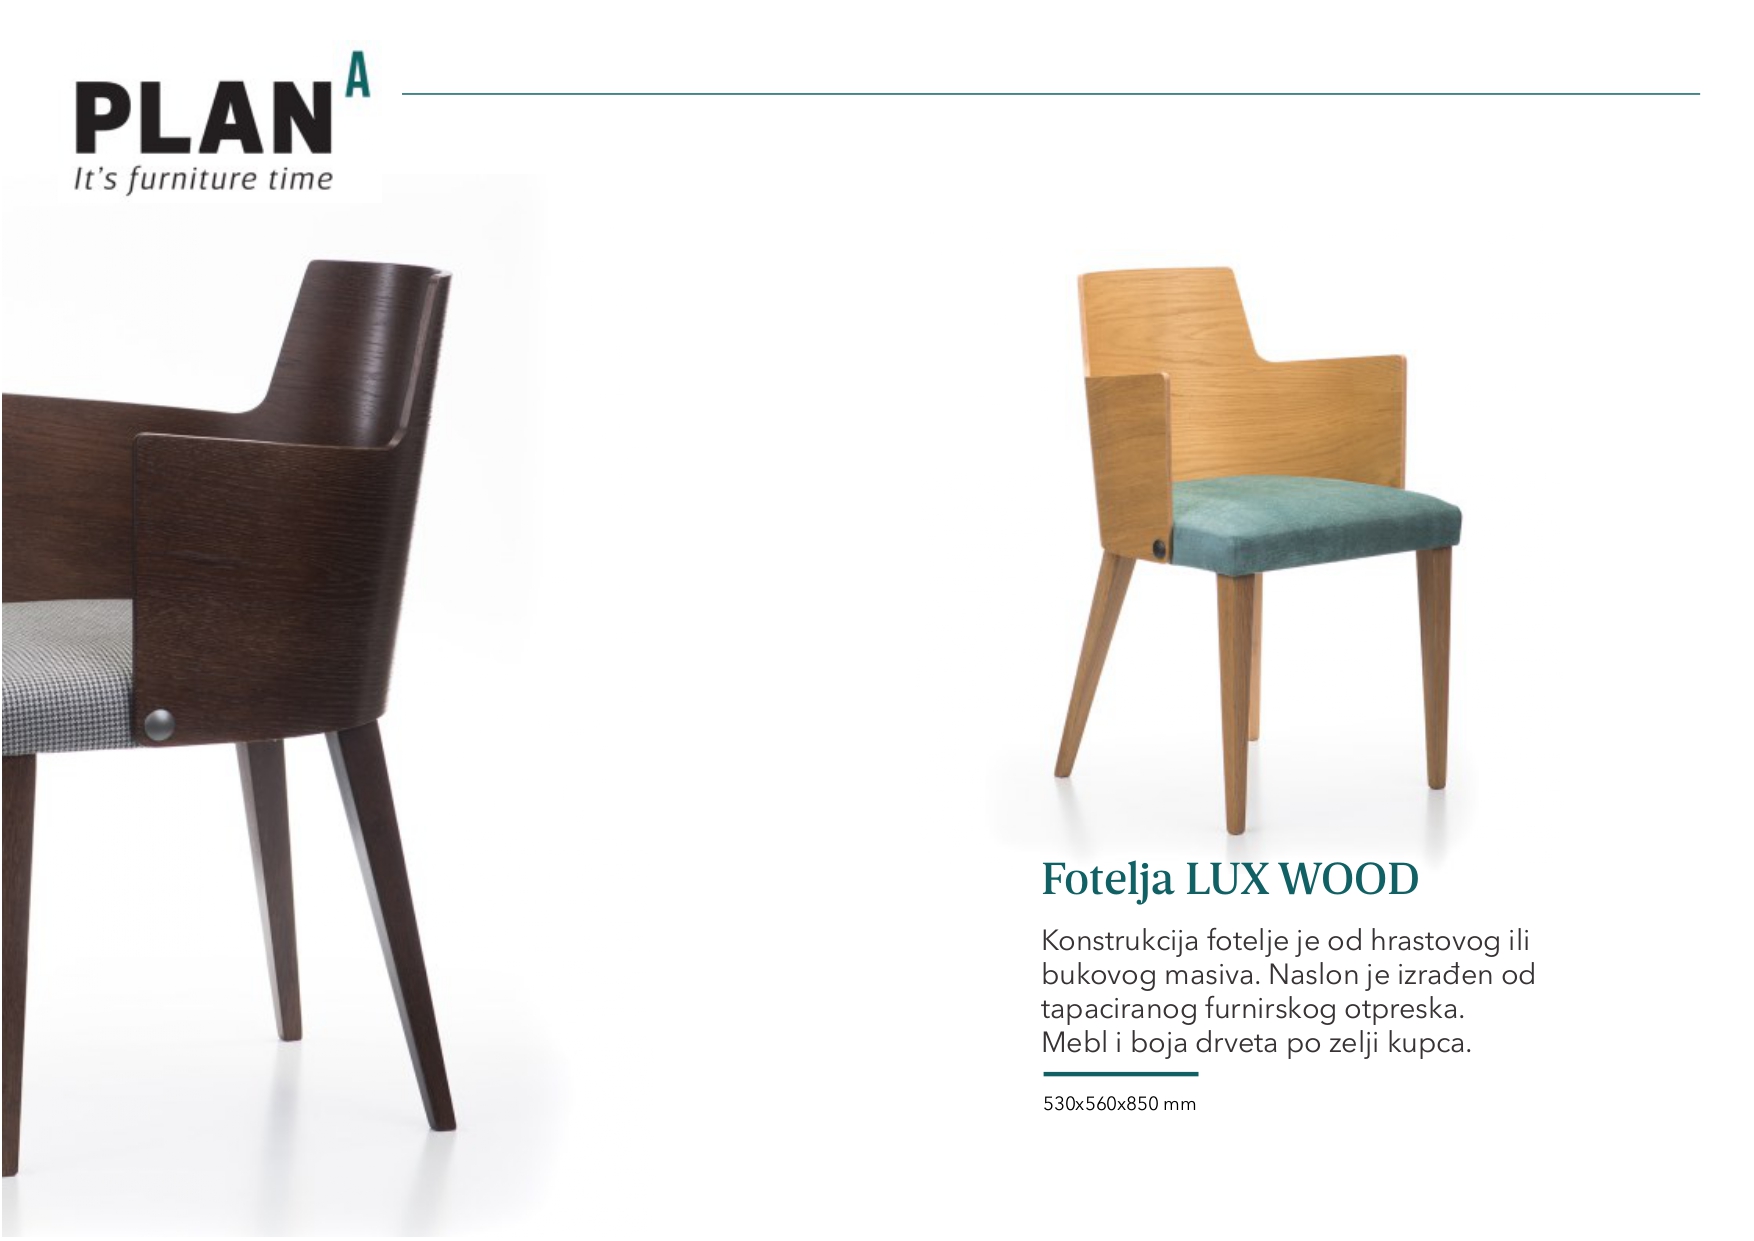 PLAN A
It's furniture time
Fotelja LUX WOOD
Konstrukcija fotelje je od hrastovog ili
bukovog masiva. Naslon je izrađen od
tapaciranog furnirskog otpreska.
Mebl i boja drveta po zelji kupca.
530x560x850 mm